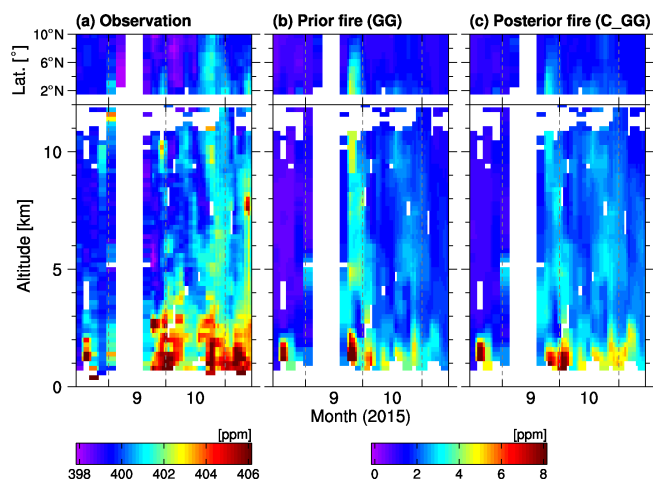 (a) Observation (b) Prior fire (GG) (c) Posterior fire (C_GG)
10°N
6°N
2°N
Lat. [°]
10
5
0
Altitude [km]
9 10 9 10 9 10
Month (2015)
[ppm] [ppm]
398 400 402 404 406 0 2 4 6 8